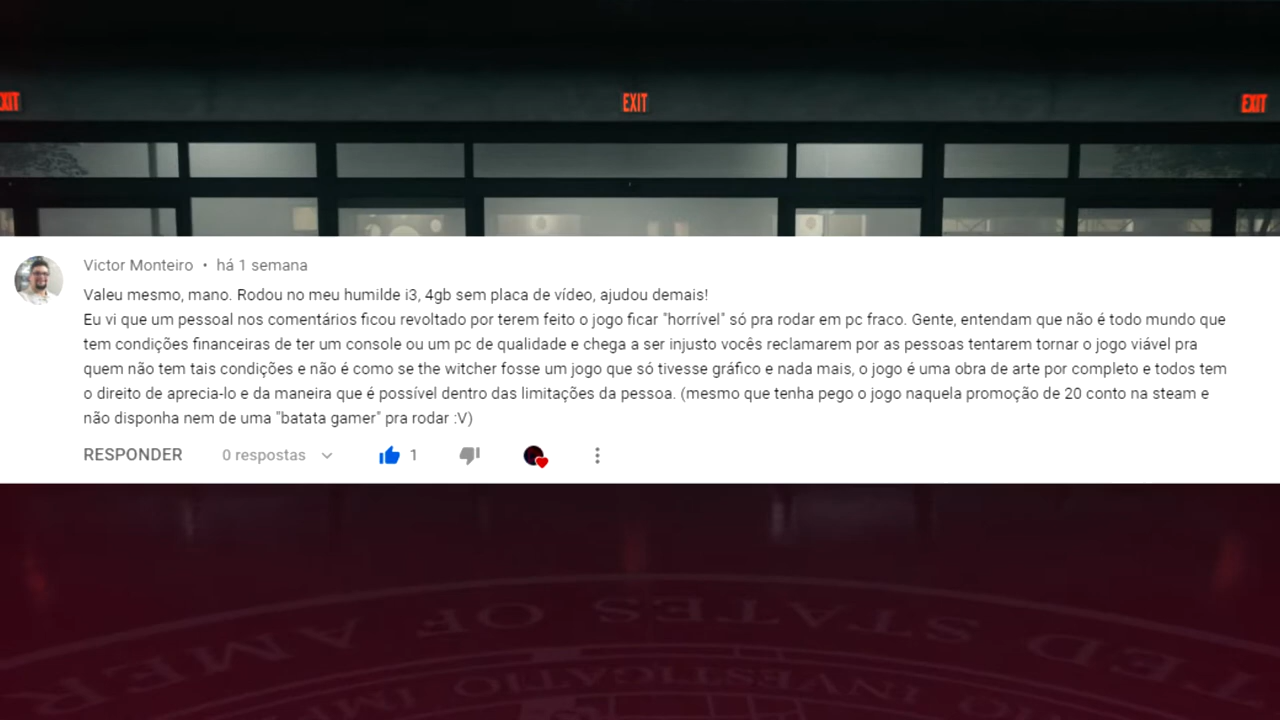 XIT
EXIT
EXIT
Victor Monteiro • há 1 semana
Valeu mesmo, mano. Rodou no meu humilde i3, 4gb sem placa de vídeo, ajudou demais!
Eu vi que um pessoal nos comentários ficou revoltado por terem feito o jogo ficar "horrível" só pra rodar em pc fraco. Gente, entendam que não é todo mundo que
tem condições financeiras de ter um console ou um pc de qualidade e chega a ser injusto vocês reclamarem por as pessoas tentarem tornar o jogo viável pra
quem não tem tais condições e não é como se the witcher fosse um jogo que só tivesse gráfico e nada mais, o jogo é uma obra de arte por completo e todos tem
o direito de aprecia-lo e da maneira que é possível dentro das limitações da pessoa. (mesmo que tenha pego o jogo naquela promoção de 20 conto na steam e
não disponha nem de uma "batata gamer" pra rodar :V)
RESPONDER 0 respostas 1
ED STATES OF AMER
INVESTIGATIO